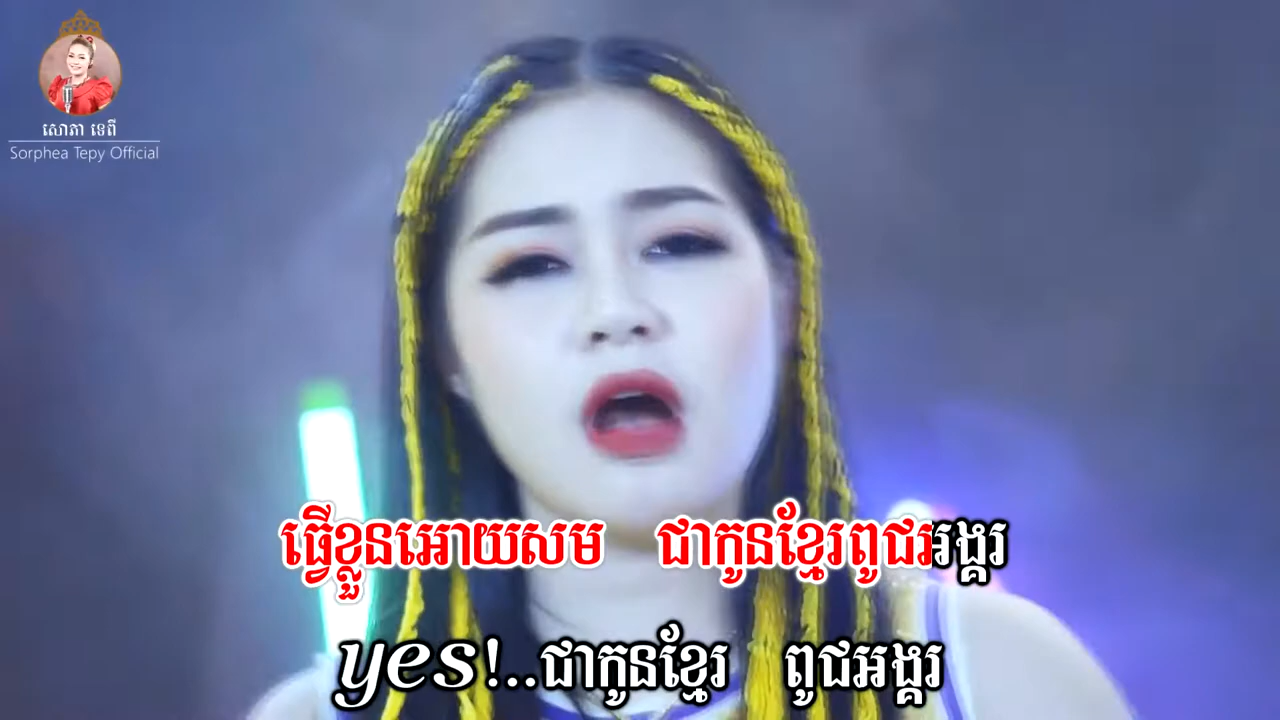 សោភា ទេពី
Sorphea Tepy Official
ធ្វើខ្លួនអោយសម ជាកូនខ្មែរពូជអង្គរ
yes!..ជាកូនខ្មែរ ពូជអង្គរ